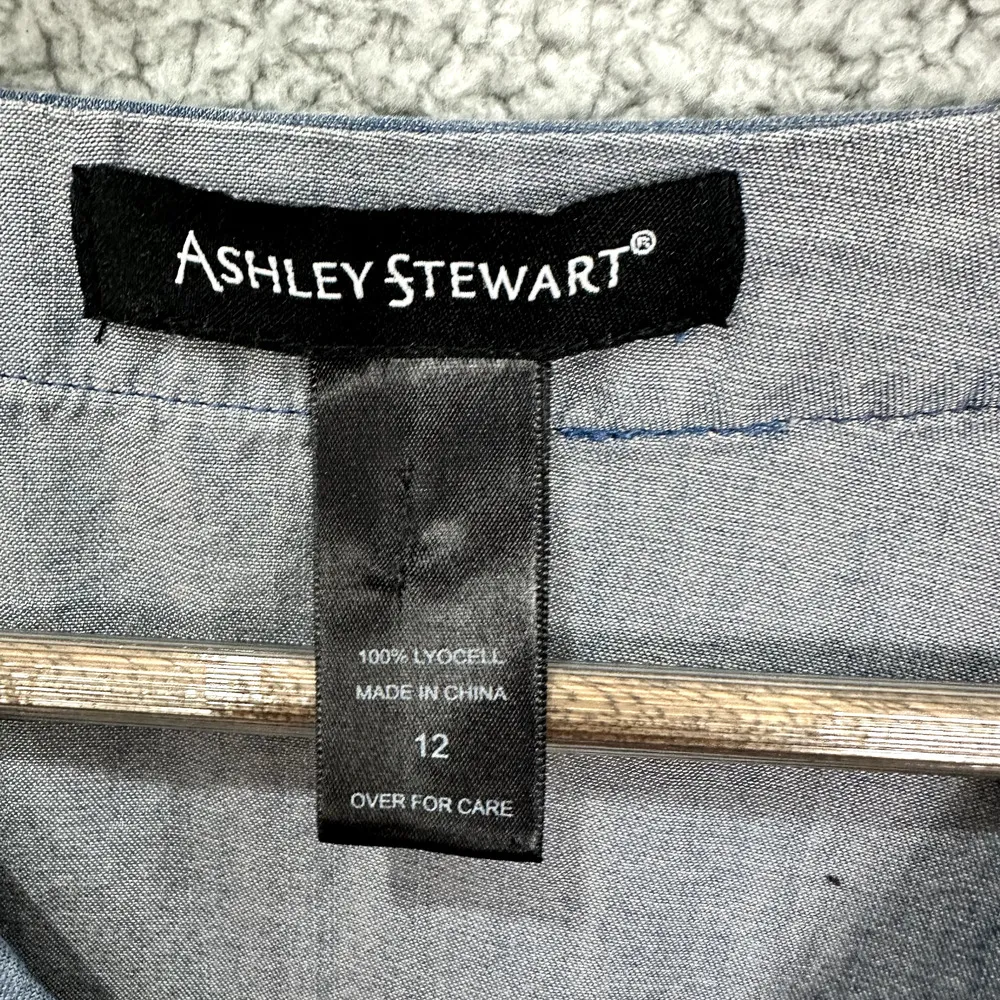 ASHLEY STEWART®
100% LYOCELL
MADE IN CHINA
12
OVER FOR CARE